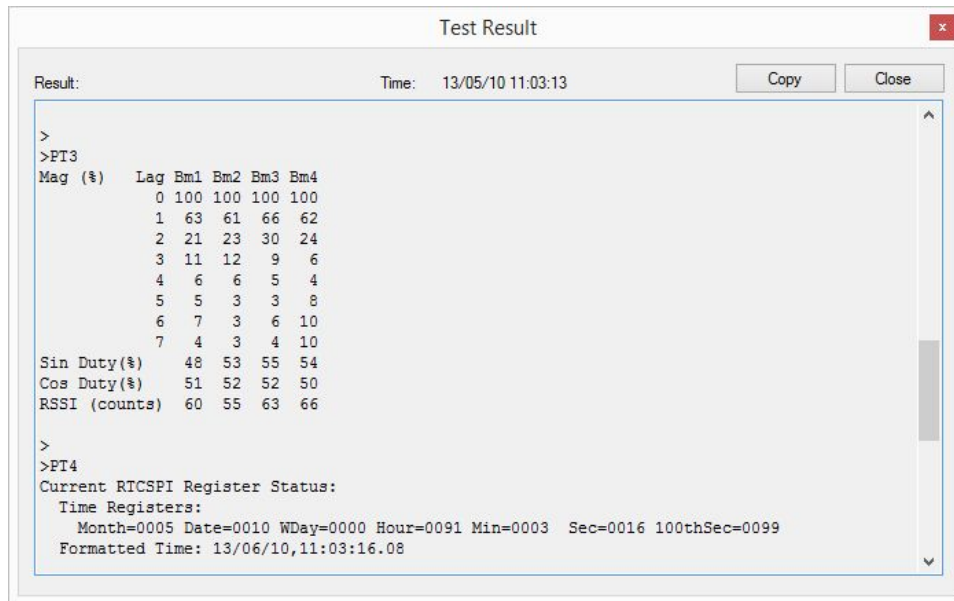 Test Result
x
Result: Time: 13/05/10 11:03:13 Copy Close
>
>PT3
Mag (%) Lag Bm1 Bm2 Bm3 Bm4
0 100 100 100 100
1 63 61 66 62
2 21 23 30 24
3 11 12 9 6
4 6 6 5 4
5 5 3 3 8
6 7 3 6 10
7 4 3 4 10
Sin Duty(%) 48 53 55 54
Cos Duty(%) 51 52 52 50
RSSI (counts) 60 55 63 66
>
>PT4
Current RTCSPI Register Status:
Time Registers:
Month=0005 Date=0010 WDay=0000 Hour=0091 Min=0003 Sec=0016 100thSec=0099
Formatted Time: 13/06/10,11:03:16.08